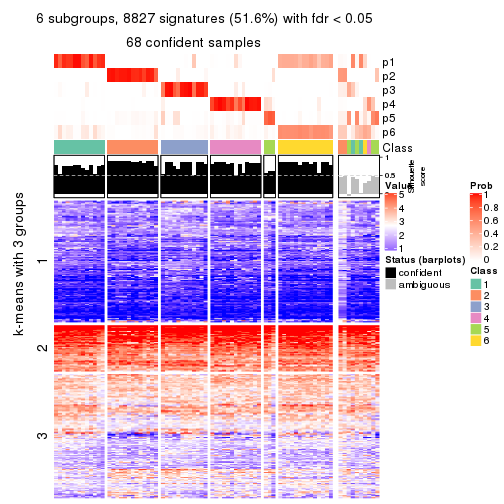 6 subgroups, 8827 signatures (51.6%) with fdr < 0.05
68 confident samples
p1
p2
p3
p4
p5
p6
Class
1
0.5
0
Silhouette
score
k-means with 3 groups
1
2
3
Value
5
4
3
2
1
Status (barplots)
confident
ambiguous
Prob
1
0.8
0.6
0.4
0.2
0
Class
1
2
3
4
5
6